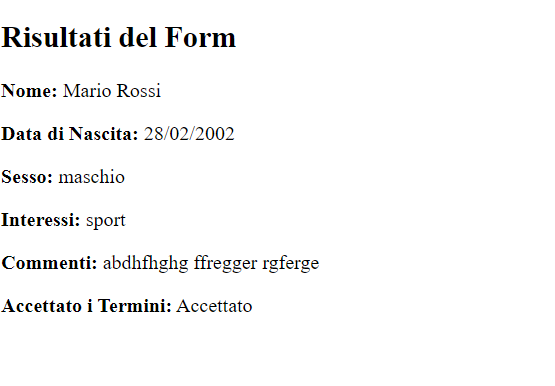 Risultati del Form
Nome: Mario Rossi
Data di Nascita: 28/02/2002
Sesso: maschio
Interessi: sport
Commenti: abdhfhghg ffregger rgferge
Accettato i Termini: Accettato